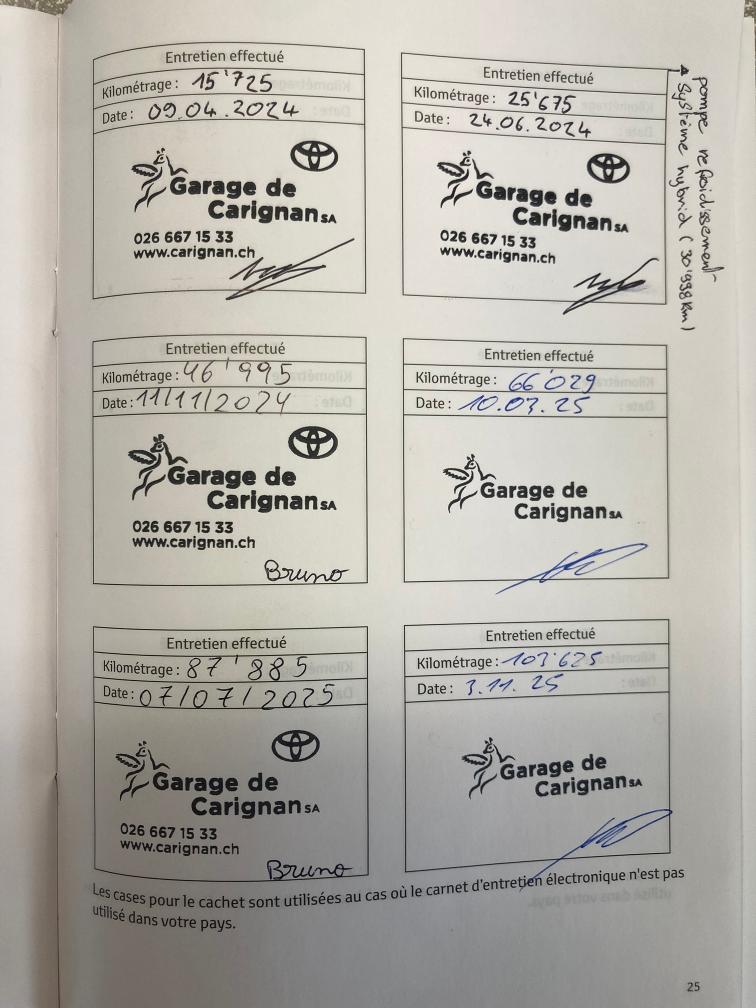 Entretien effectué
Kilométrage : 15'725
Date : 09.04.2024
Garage de
Carignan SA
026 667 15 33
www.carignan.ch
Entretien effectué
Kilométrage : 25'675
Date : 24.06.2024
Garage de
Carignan SA
026 667 15 33
www.carignan.ch
pompe refroidissement
système hybrid (30'998km)
Entretien effectué
Kilométrage : 46'995
Date : 11/11/2024
Garage de
Carignan SA
026 667 15 33
www.carignan.ch
Bruno
Entretien effectué
Kilométrage : 66'029
Date : 10.03.25
Garage de
Carignan SA
Entretien effectué
Kilométrage : 87'885
Date : 07/07/2025
Garage de
Carignan SA
026 667 15 33
www.carignan.ch
Bruno
Entretien effectué
Kilométrage : 103'625
Date : 3.11.25
Garage de
Carignan SA
Les cases pour le cachet sont utilisées au cas où le carnet d'entretien électronique n'est pas
utilisé dans votre pays.
25